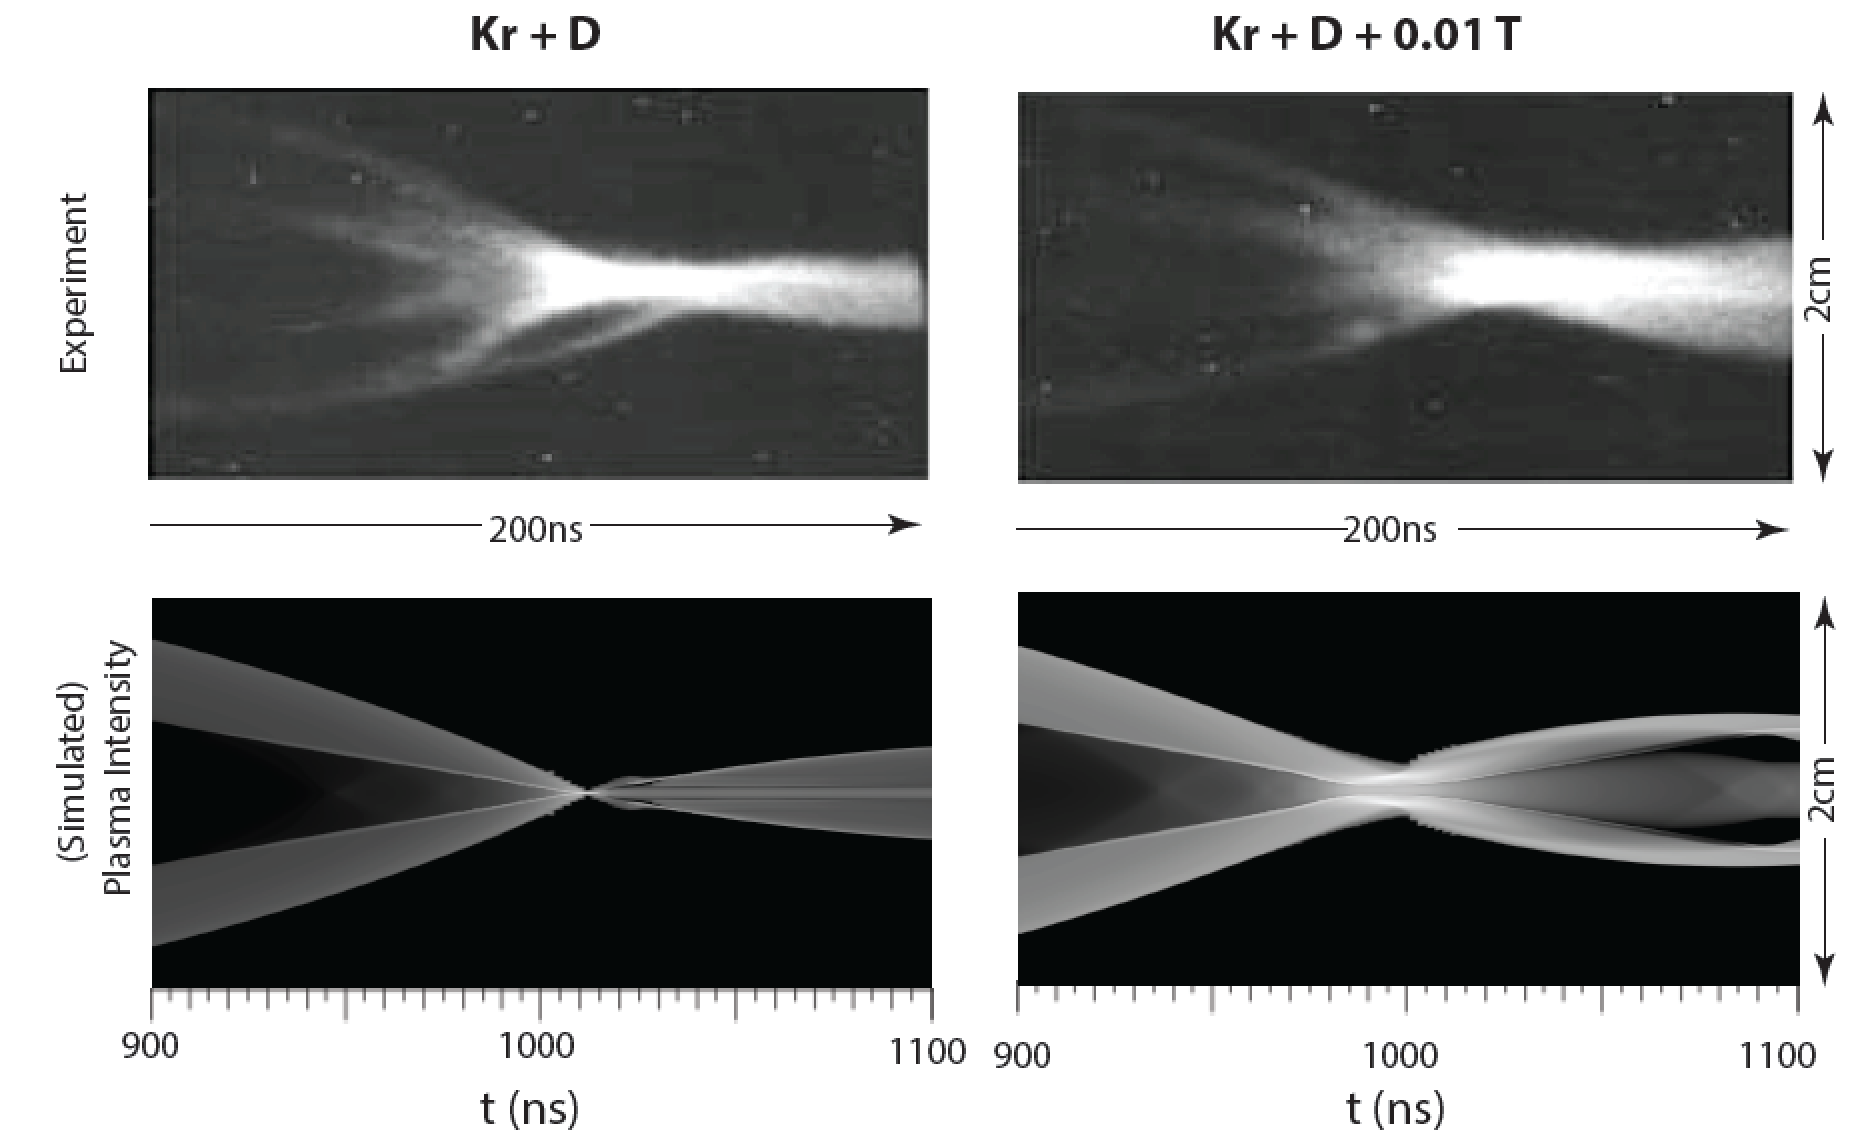 Kr + D
Kr + D + 0.01 T
Experiment
2cm
200ns
200ns
(Simulated)
Plasma Intensity
2cm
900
1000
1100
900
1000
1100
t (ns)
t (ns)